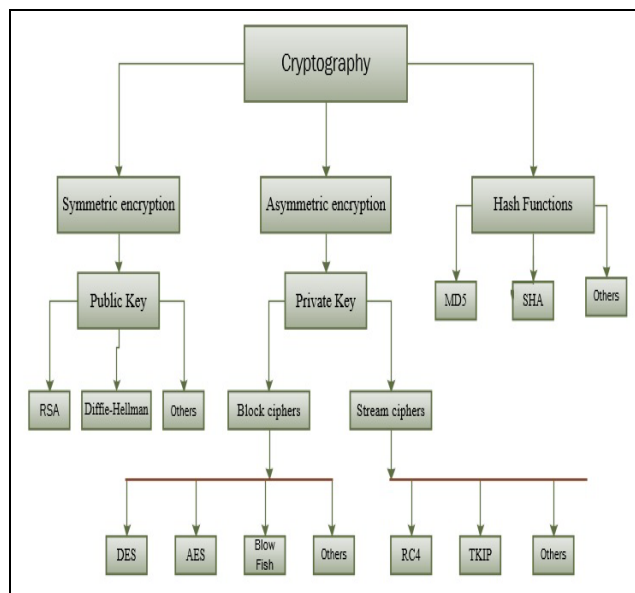 Cryptography
Symmetric encryption
Asymmetric encryption
Hash Functions
Public Key
Private Key
MD5
SHA
Others
RSA
Diffie-Hellman
Others
Block ciphers
Stream ciphers
DES
AES
Blow
Fish
Others
RC4
TKIP
Others